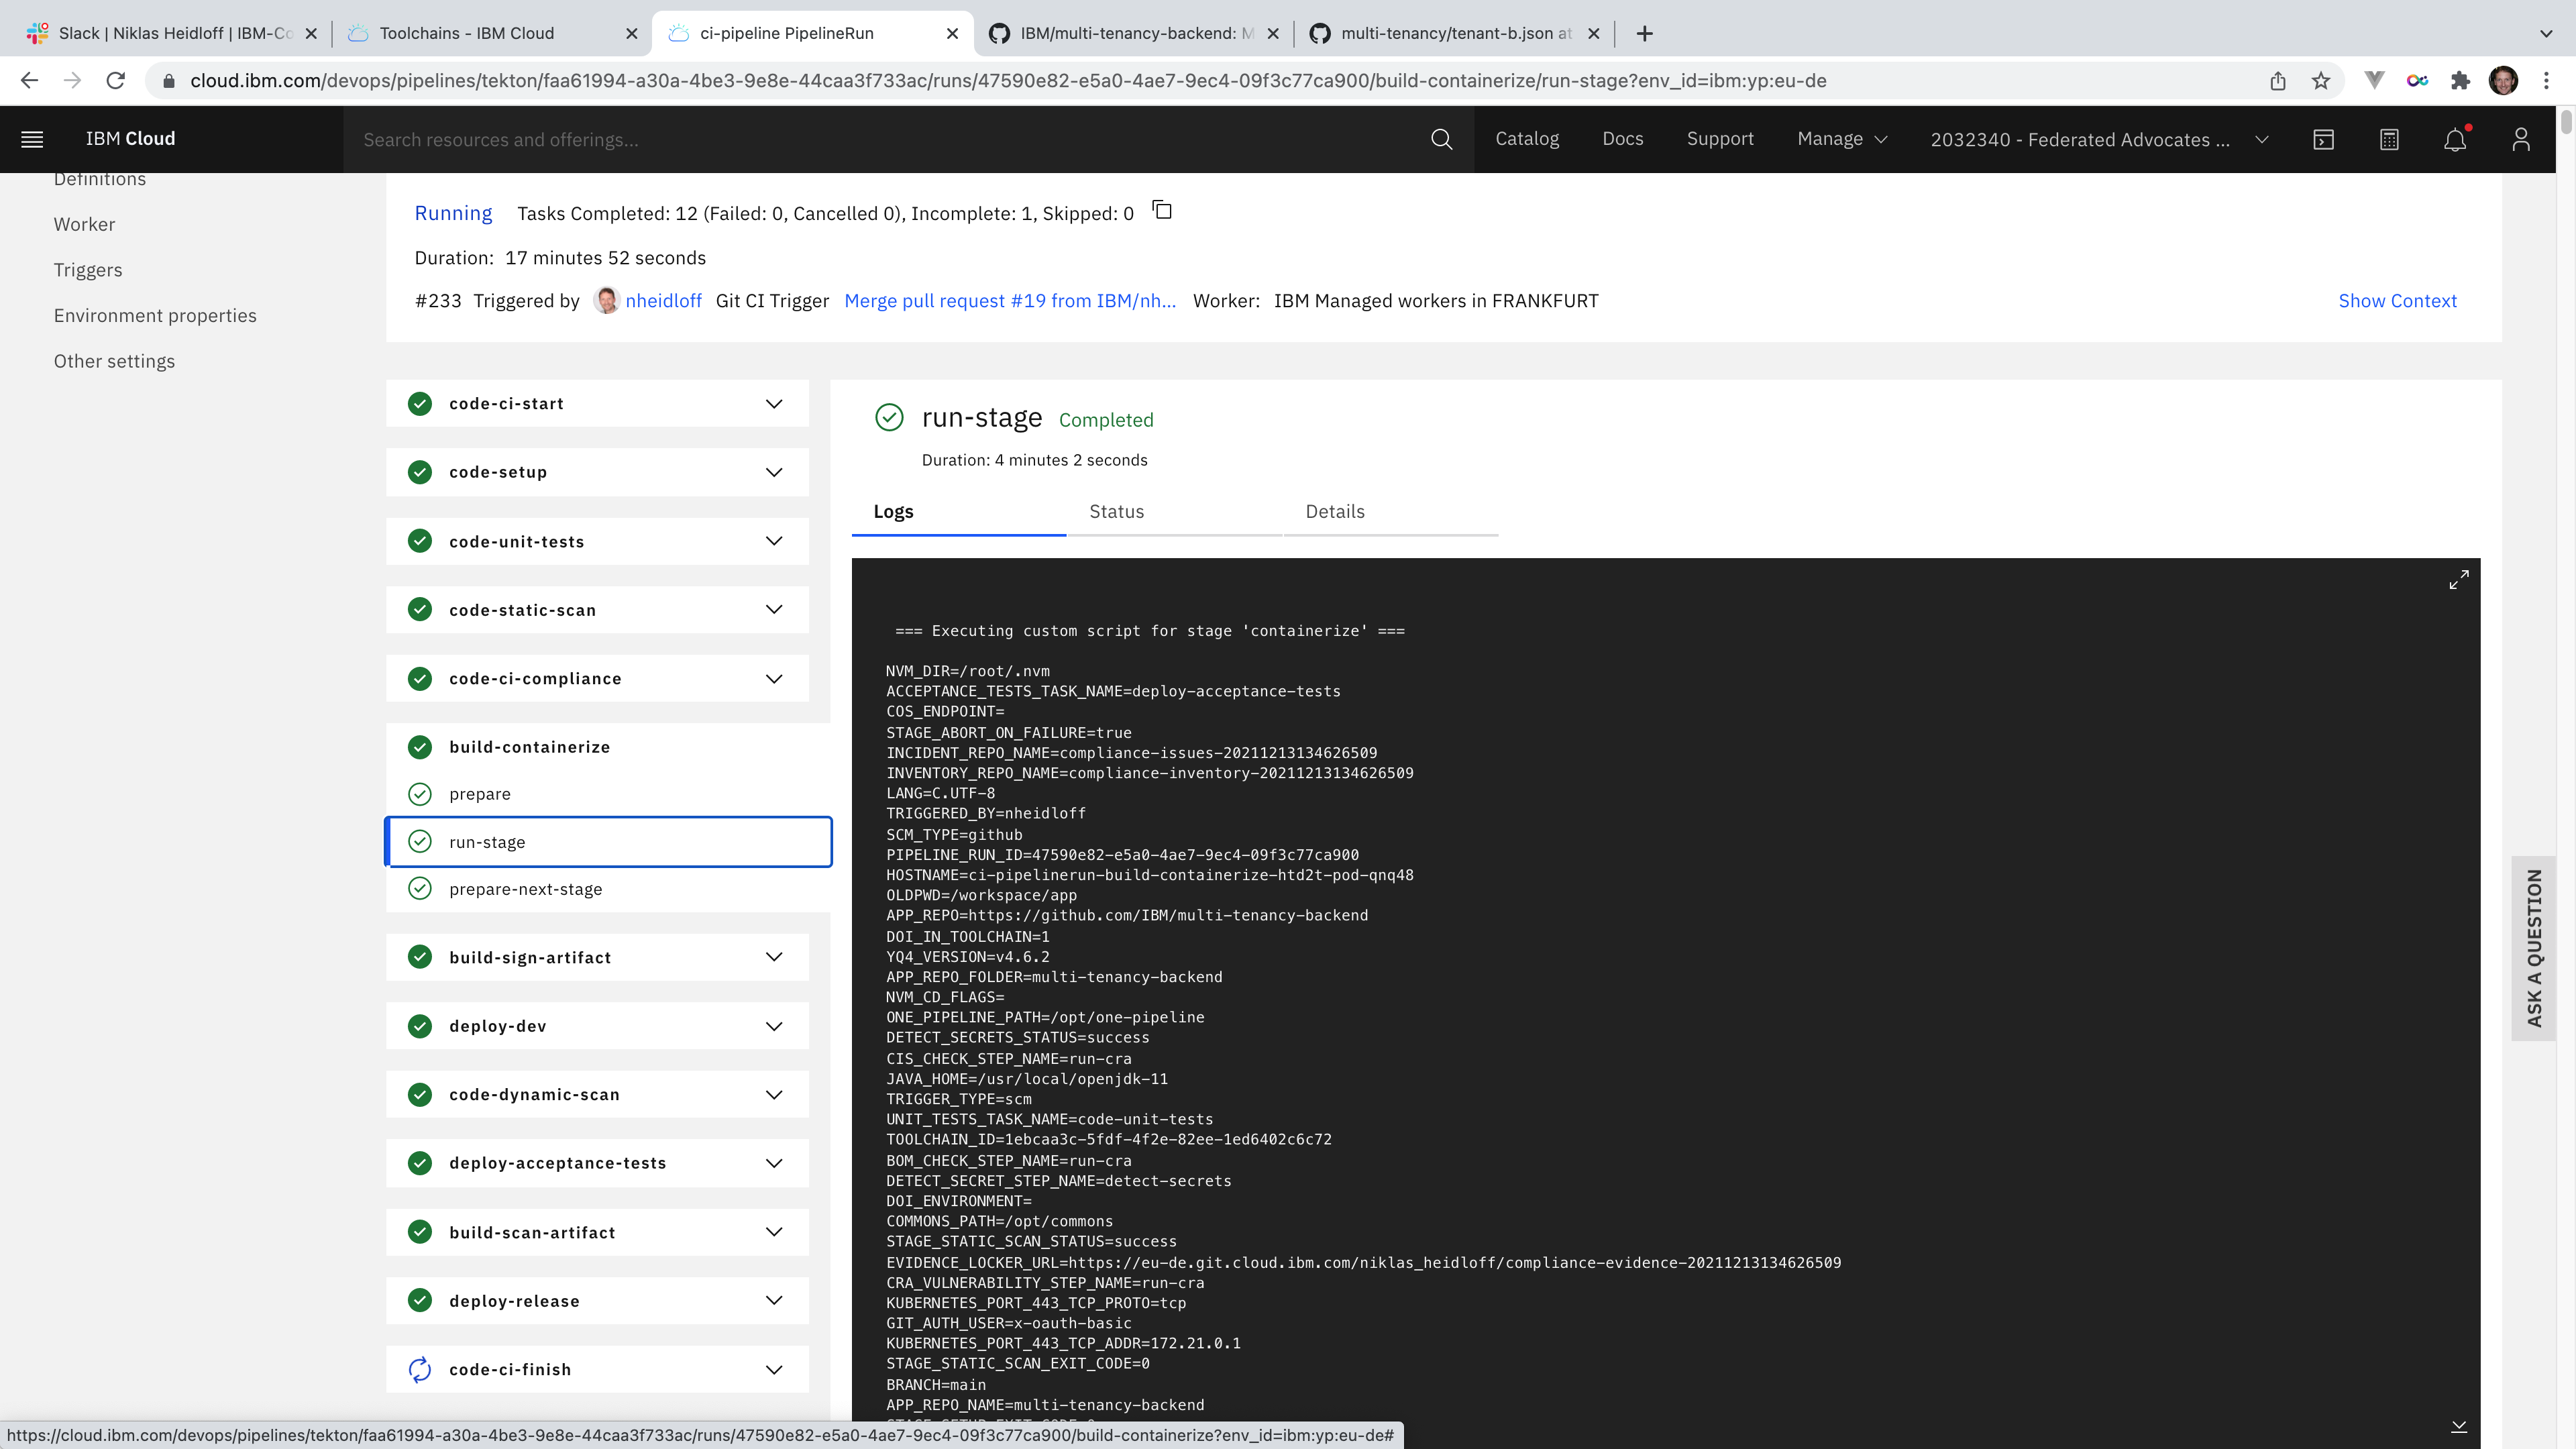 Slack | Niklas Heidloff | IBM-Co
Toolchains - IBM Cloud
ci-pipeline PipelineRun
IBM/multi-tenancy-backend: M
multi-tenancy/tenant-b.json at
cloud.ibm.com/devops/pipelines/tekton/faa61994-a30a-4be3-9e8e-44caa3f733ac/runs/47590e82-e5a0-4ae7-9ec4-09f3c77ca900/build-containerize/run-stage?env_id=ibm:yp:eu-de
IBM Cloud
Search resources and offerings...
Catalog
Docs
Support
Manage
2032340 - Federated Advocates ...
Definitions
Worker
Triggers
Environment properties
Other settings
Running Tasks Completed: 12 (Failed: 0, Cancelled 0), Incomplete: 1, Skipped: 0
Duration: 17 minutes 52 seconds
#233 Triggered by nheidloff Git CI Trigger Merge pull request #19 from IBM/nh... Worker: IBM Managed workers in FRANKFURT
Show Context
code-ci-start
code-setup
code-unit-tests
code-static-scan
code-ci-compliance
build-containerize
prepare
run-stage
prepare-next-stage
build-sign-artifact
deploy-dev
code-dynamic-scan
deploy-acceptance-tests
build-scan-artifact
deploy-release
code-ci-finish
run-stage Completed
Duration: 4 minutes 2 seconds
Logs
Status
Details
=== Executing custom script for stage 'containerize' ===
NVM_DIR=/root/.nvm
ACCEPTANCE_TESTS_TASK_NAME=deploy-acceptance-tests
COS_ENDPOINT=
STAGE_ABORT_ON_FAILURE=true
INCIDENT_REPO_NAME=compliance-issues-20211213134626509
INVENTORY_REPO_NAME=compliance-inventory-20211213134626509
LANG=C.UTF-8
TRIGGERED_BY=nheidloff
SCM_TYPE=github
PIPELINE_RUN_ID=47590e82-e5a0-4ae7-9ec4-09f3c77ca900
HOSTNAME=ci-pipelinerun-build-containerize-htd2t-pod-qnq48
OLDPWD=/workspace/app
APP_REPO=https://github.com/IBM/multi-tenancy-backend
DOI_IN_TOOLCHAIN=1
YQ4_VERSION=v4.6.2
APP_REPO_FOLDER=multi-tenancy-backend
NVM_CD_FLAGS=
ONE_PIPELINE_PATH=/opt/one-pipeline
DETECT_SECRETS_STATUS=success
CIS_CHECK_STEP_NAME=run-cra
JAVA_HOME=/usr/local/openjdk-11
TRIGGER_TYPE=scm
UNIT_TESTS_TASK_NAME=code-unit-tests
TOOLCHAIN_ID=1ebcaa3c-5fdf-4f2e-82ee-1ed6402c6c72
BOM_CHECK_STEP_NAME=run-cra
DETECT_SECRET_STEP_NAME=detect-secrets
DOI_ENVIRONMENT=
COMMONS_PATH=/opt/commons
STAGE_STATIC_SCAN_STATUS=success
EVIDENCE_LOCKER_URL=https://eu-de.git.cloud.ibm.com/niklas_heidloff/compliance-evidence-20211213134626509
CRA_VULNERABILITY_STEP_NAME=run-cra
KUBERNETES_PORT_443_TCP_PROTO=tcp
GIT_AUTH_USER=x-oauth-basic
KUBERNETES_PORT_443_TCP_ADDR=172.21.0.1
STAGE_STATIC_SCAN_EXIT_CODE=0
BRANCH=main
APP_REPO_NAME=multi-tenancy-backend
ASK A QUESTION
https://cloud.ibm.com/devops/pipelines/tekton/faa61994-a30a-4be3-9e8e-44caa3f733ac/runs/47590e82-e5a0-4ae7-9ec4-09f3c77ca900/build-containerize?env_id=ibm:yp:eu-de#